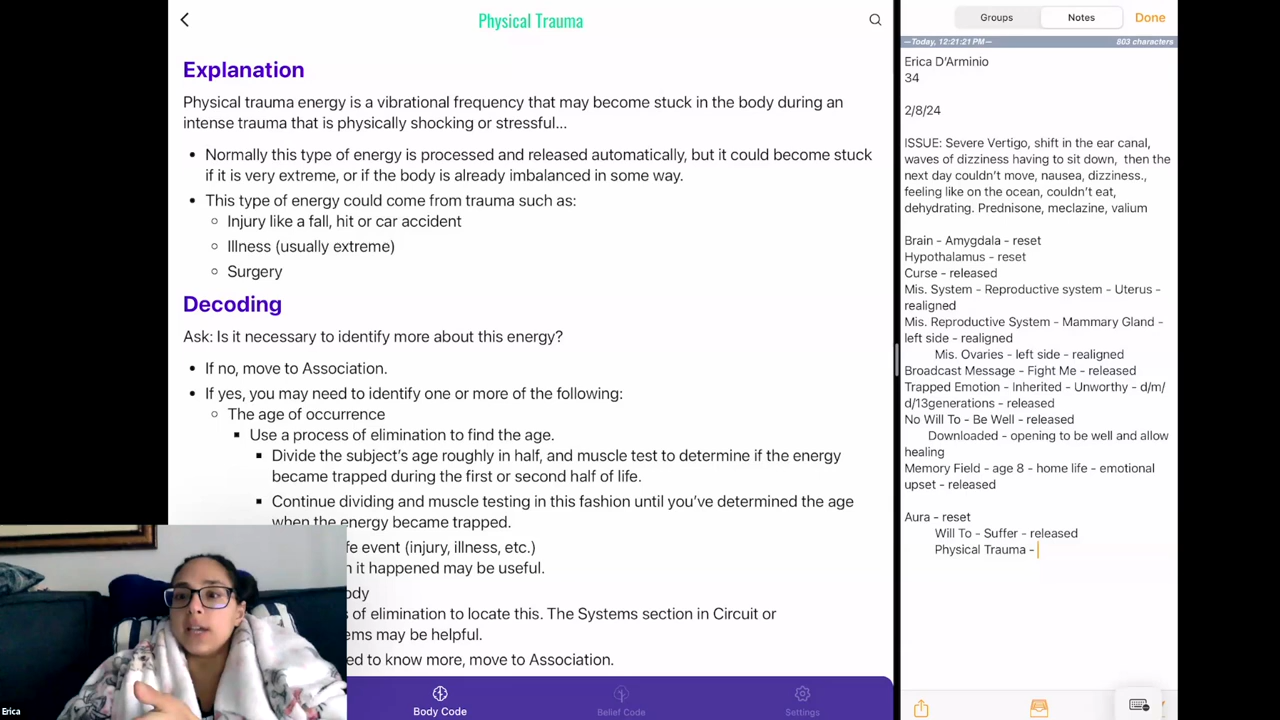 Physical Trauma
Explanation
Physical trauma energy is a vibrational frequency that may become stuck in the body during an
intense trauma that is physically shocking or stressful...
• Normally this type of energy is processed and released automatically, but it could become stuck
if it is very extreme, or if the body is already imbalanced in some way.
• This type of energy could come from trauma such as:
Injury like a fall, hit or car accident
Illness (usually extreme)
Surgery
Decoding
Ask: Is it necessary to identify more about this energy?
• If no, move to Association.
• If yes, you may need to identify one or more of the following:
The age of occurrence
Use a process of elimination to find the age.
Divide the subject's age roughly in half, and muscle test to determine if the energy
became trapped during the first or second half of life.
Continue dividing and muscle testing in this fashion until you've determined the age
when the energy became trapped.
fe event (injury, illness, etc.)
it happened may be useful.
ody
s of elimination to locate this. The Systems section in Circuit or
ems may be helpful.
ed to know more, move to Association.
Body Code
Belief Code
Settings
Erica
Groups
Notes
Done
—Today, 12:21:21 PM—
803 characters
Erica D'Arminio
34
2/8/24
ISSUE: Severe Vertigo, shift in the ear canal,
waves of dizziness having to sit down, then the
next day couldn't move, nausea, dizziness.,
feeling like on the ocean, couldn't eat,
dehydrating. Prednisone, meclazine, valium
Brain - Amygdala - reset
Hypothalamus - reset
Curse - released
Mis. System - Reproductive system - Uterus -
realigned
Mis. Reproductive System - Mammary Gland -
left side - realigned
Mis. Ovaries - left side - realigned
Broadcast Message - Fight Me - released
Trapped Emotion - Inherited - Unworthy - d/m/
d/13generations - released
No Will To - Be Well - released
Downloaded - opening to be well and allow
healing
Memory Field - age 8 - home life - emotional
upset - released
Aura - reset
Will To - Suffer - released
Physical Trauma -